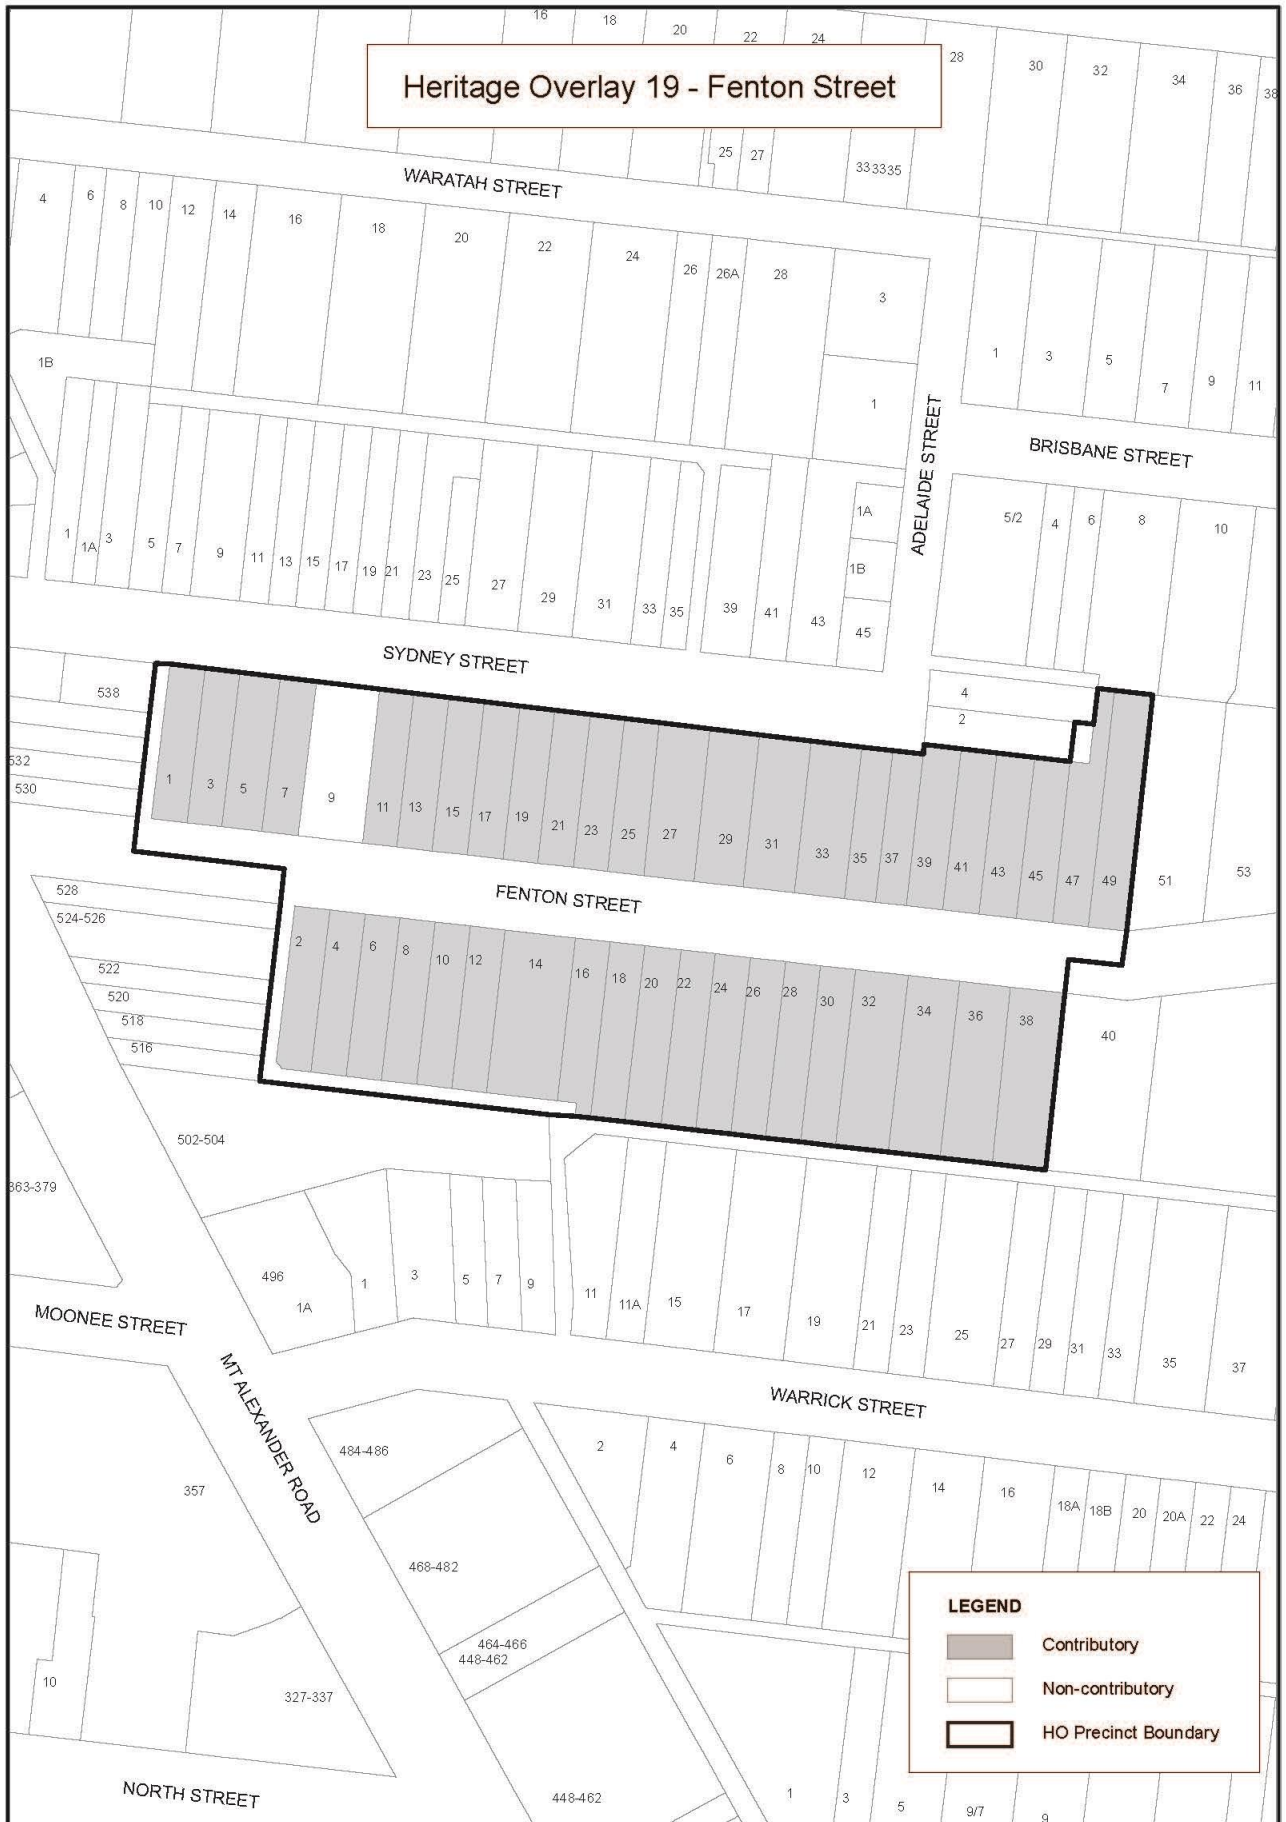 16 18 20 22 24 28 30 32 34 36 38
Heritage Overlay 19 - Fenton Street
25 27 333335
WARATAH STREET
4 6 8 10 12 14 16 18 20 22 24 26 26A 28 3
1B
1 3 5 7 9 11
1
ADELAIDE STREET
BRISBANE STREET
1A
5/2 4 6 8 10
1 1A 3 5 7 9 11 13 15 17 19 21 9 23 25 27 29 31 33 35 39 41 43
1B
45
SYDNEY STREET
538
4
2
532
530
1 3 5 7 9 11 13 15 17 19 21 23 25 27 29 31 33 35 37 39 41 43 45 47 49 51 53
FENTON STREET
528
524-526
522
520
518
516
2 4 6 8 10 12 14 16 18 20 22 24 26 28 30 32 34 36 38 40
502-504
363-379
496
1A
1 3 5 7 9 11 11A 15 17 19 21 23 25 27 29 31 33 35 37
MOONEE STREET
MT ALEXANDER ROAD
WARRICK STREET
484-486
2 4 6 8 10 12 14 16 18A 18B 20 20A 22 24
357
468-482
464-466
448-462
10
327-337
LEGEND
Contributory
Non-contributory
HO Precinct Boundary
NORTH STREET
448-462
1 3 5 9/7 9